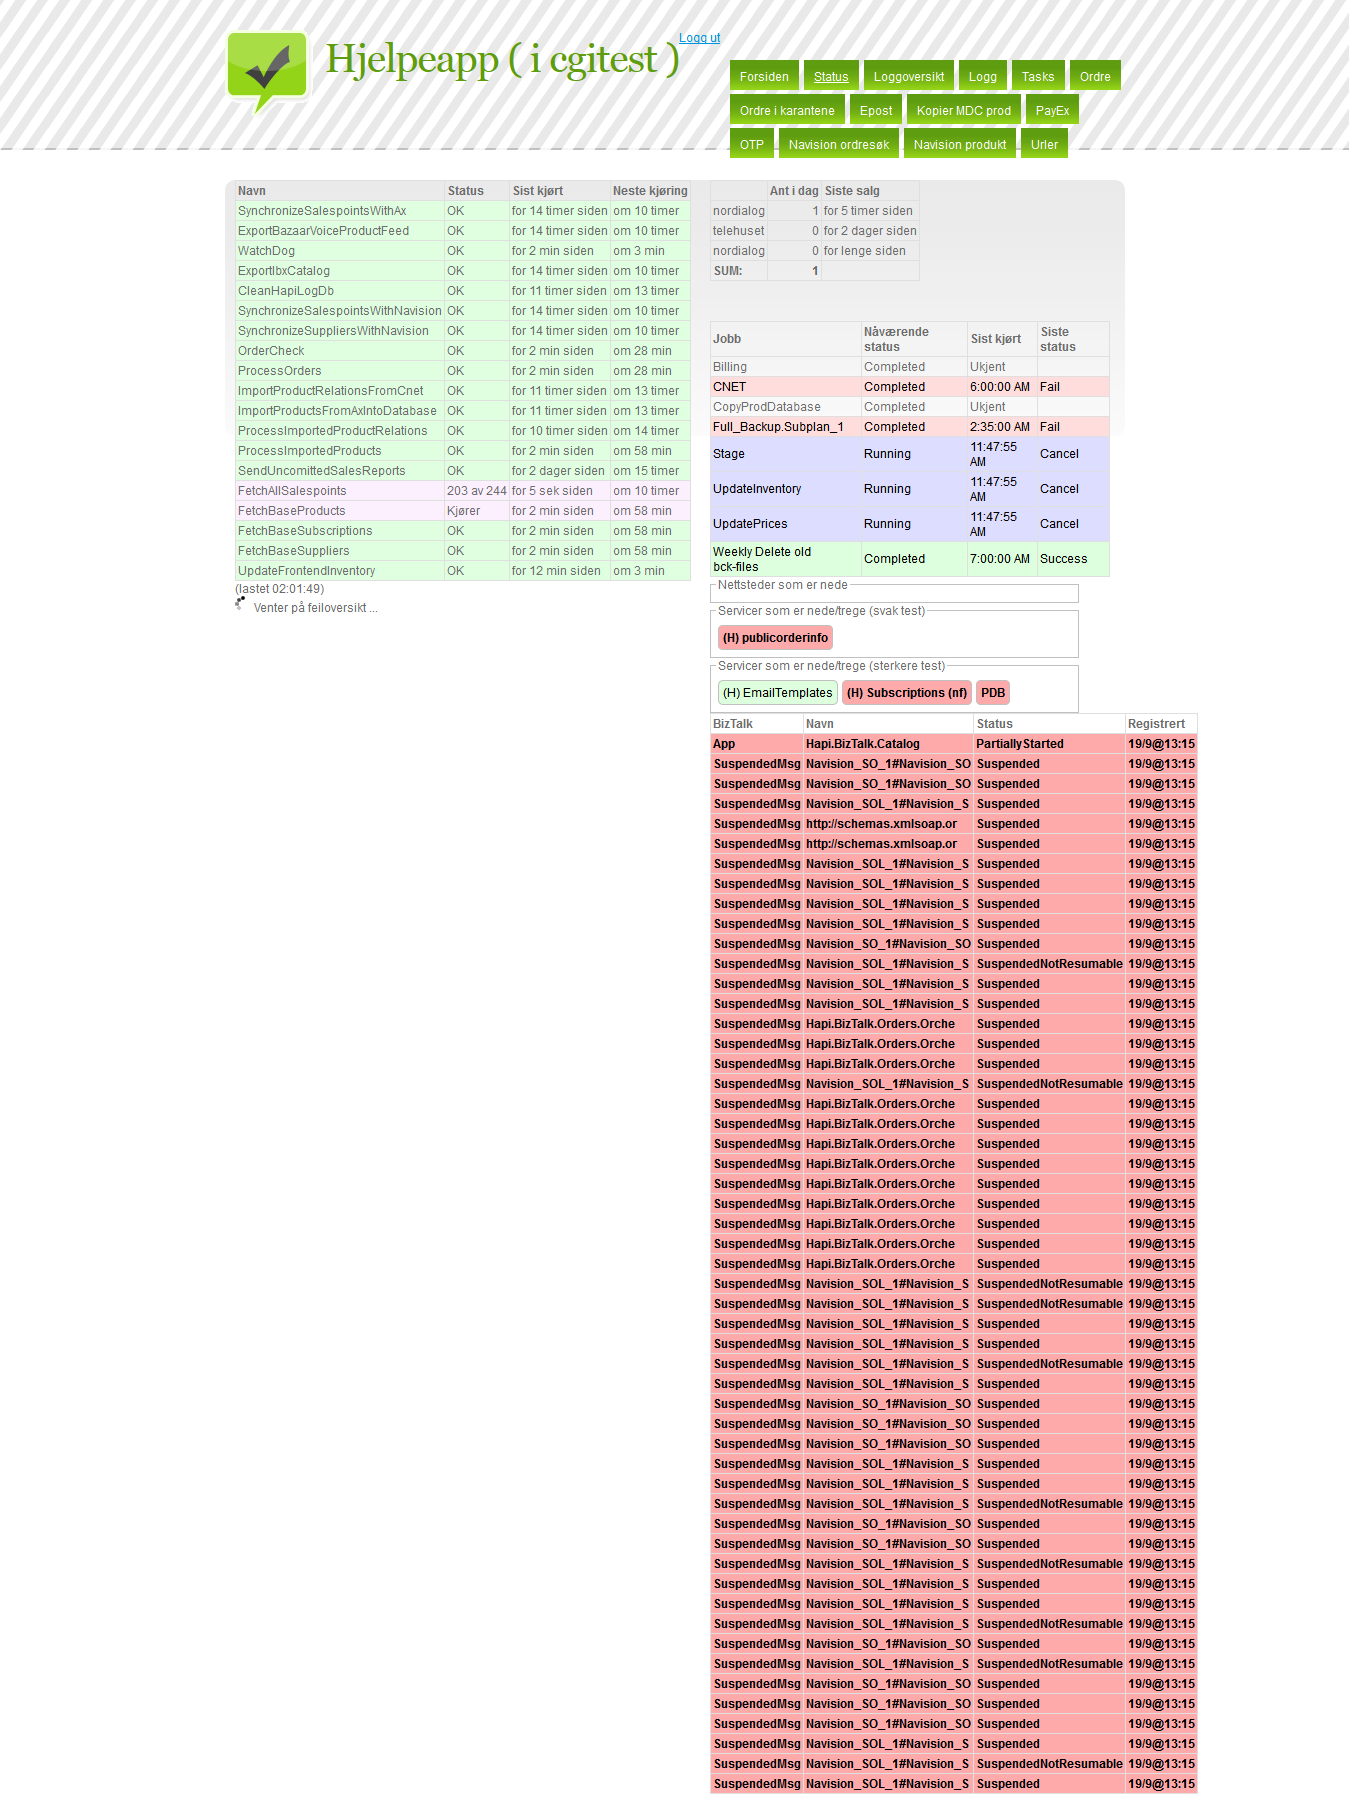 Hjelpeapp ( i cgitest )
Logg ut
Forsiden Status Loggoversikt Logg Tasks Ordre
Ordre i karantene Epost Kopier MDC prod PayEx
OTP Navision ordresøk Navision produkt Urler
Navn Status Sist kjørt Neste kjøring
SynchronizeSalespointsWithAx OK for 14 timer siden om 10 timer
ExportBazaarVoiceProductFeed OK for 14 timer siden om 10 timer
WatchDog OK for 2 min siden om 3 min
ExportIbxCatalog OK for 14 timer siden om 10 timer
CleanHapiLogDb OK for 11 timer siden om 13 timer
SynchronizeSalespointsWithNavision OK for 14 timer siden om 10 timer
SynchronizeSuppliersWithNavision OK for 14 timer siden om 10 timer
OrderCheck OK for 2 min siden om 28 min
ProcessOrders OK for 2 min siden om 28 min
ImportProductRelationsFromCnet OK for 11 timer siden om 13 timer
ImportProductsFromAxIntoDatabase OK for 11 timer siden om 13 timer
ProcessImportedProductRelations OK for 10 timer siden om 14 timer
ProcessImportedProducts OK for 2 min siden om 58 min
SendUncomittedSalesReports OK for 2 dager siden om 15 timer
FetchAllSalespoints 203 av 244 for 5 sek siden om 10 timer
FetchBaseProducts Kjører for 2 min siden om 58 min
FetchBaseSubscriptions OK for 2 min siden om 58 min
FetchBaseSuppliers OK for 2 min siden om 58 min
UpdateFrontendInventory OK for 12 min siden om 3 min
(lastet 02:01:49)
Venter på feiloversikt ...
Ant i dag Siste salg
nordialog 1 for 5 timer siden
telehuset 0 for 2 dager siden
nordialog 0 for lenge siden
SUM: 1
Jobb Nåværende status Sist kjørt Siste status
Billing Completed Ukjent
CNET Completed 6:00:00 AM Fail
CopyProdDatabase Completed Ukjent
Full_Backup.Subplan_1 Completed 2:35:00 AM Fail
Stage Running 11:47:55 AM Cancel
UpdateInventory Running 11:47:55 AM Cancel
UpdatePrices Running 11:47:55 AM Cancel
Weekly Delete old bck-files Completed 7:00:00 AM Success
Nettsteder som er nede
Servicer som er nede/trege (svak test)
(H) publicorderinfo
Servicer som er nede/trege (sterkere test)
(H) EmailTemplates (H) Subscriptions (nf) PDB
BizTalk Navn Status Registrert
App Hapi.BizTalk.Catalog PartiallyStarted 19/9@13:15
SuspendedMsg Navision_SO_1#Navision_SO Suspended 19/9@13:15
SuspendedMsg Navision_SO_1#Navision_SO Suspended 19/9@13:15
SuspendedMsg Navision_SOL_1#Navision_S Suspended 19/9@13:15
SuspendedMsg http://schemas.xmlsoap.or Suspended 19/9@13:15
SuspendedMsg http://schemas.xmlsoap.or Suspended 19/9@13:15
SuspendedMsg Navision_SOL_1#Navision_S Suspended 19/9@13:15
SuspendedMsg Navision_SOL_1#Navision_S Suspended 19/9@13:15
SuspendedMsg Navision_SOL_1#Navision_S Suspended 19/9@13:15
SuspendedMsg Navision_SOL_1#Navision_S Suspended 19/9@13:15
SuspendedMsg Navision_SO_1#Navision_SO Suspended 19/9@13:15
SuspendedMsg Navision_SOL_1#Navision_S SuspendedNotResumable 19/9@13:15
SuspendedMsg Navision_SOL_1#Navision_S Suspended 19/9@13:15
SuspendedMsg Navision_SOL_1#Navision_S Suspended 19/9@13:15
SuspendedMsg Hapi.BizTalk.Orders.Orche Suspended 19/9@13:15
SuspendedMsg Hapi.BizTalk.Orders.Orche Suspended 19/9@13:15
SuspendedMsg Hapi.BizTalk.Orders.Orche Suspended 19/9@13:15
SuspendedMsg Navision_SOL_1#Navision_S SuspendedNotResumable 19/9@13:15
SuspendedMsg Hapi.BizTalk.Orders.Orche Suspended 19/9@13:15
SuspendedMsg Hapi.BizTalk.Orders.Orche Suspended 19/9@13:15
SuspendedMsg Hapi.BizTalk.Orders.Orche Suspended 19/9@13:15
SuspendedMsg Hapi.BizTalk.Orders.Orche Suspended 19/9@13:15
SuspendedMsg Hapi.BizTalk.Orders.Orche Suspended 19/9@13:15
SuspendedMsg Hapi.BizTalk.Orders.Orche Suspended 19/9@13:15
SuspendedMsg Hapi.BizTalk.Orders.Orche Suspended 19/9@13:15
SuspendedMsg Hapi.BizTalk.Orders.Orche Suspended 19/9@13:15
SuspendedMsg Hapi.BizTalk.Orders.Orche Suspended 19/9@13:15
SuspendedMsg Navision_SOL_1#Navision_S SuspendedNotResumable 19/9@13:15
SuspendedMsg Navision_SOL_1#Navision_S SuspendedNotResumable 19/9@13:15
SuspendedMsg Navision_SOL_1#Navision_S Suspended 19/9@13:15
SuspendedMsg Navision_SOL_1#Navision_S Suspended 19/9@13:15
SuspendedMsg Navision_SOL_1#Navision_S SuspendedNotResumable 19/9@13:15
SuspendedMsg Navision_SOL_1#Navision_S Suspended 19/9@13:15
SuspendedMsg Navision_SO_1#Navision_SO Suspended 19/9@13:15
SuspendedMsg Navision_SO_1#Navision_SO Suspended 19/9@13:15
SuspendedMsg Navision_SO_1#Navision_SO Suspended 19/9@13:15
SuspendedMsg Navision_SOL_1#Navision_S Suspended 19/9@13:15
SuspendedMsg Navision_SOL_1#Navision_S Suspended 19/9@13:15
SuspendedMsg Navision_SOL_1#Navision_S SuspendedNotResumable 19/9@13:15
SuspendedMsg Navision_SO_1#Navision_SO Suspended 19/9@13:15
SuspendedMsg Navision_SO_1#Navision_SO Suspended 19/9@13:15
SuspendedMsg Navision_SOL_1#Navision_S SuspendedNotResumable 19/9@13:15
SuspendedMsg Navision_SOL_1#Navision_S Suspended 19/9@13:15
SuspendedMsg Navision_SOL_1#Navision_S Suspended 19/9@13:15
SuspendedMsg Navision_SOL_1#Navision_S SuspendedNotResumable 19/9@13:15
SuspendedMsg Navision_SO_1#Navision_SO Suspended 19/9@13:15
SuspendedMsg Navision_SOL_1#Navision_S SuspendedNotResumable 19/9@13:15
SuspendedMsg Navision_SO_1#Navision_SO Suspended 19/9@13:15
SuspendedMsg Navision_SO_1#Navision_SO Suspended 19/9@13:15
SuspendedMsg Navision_SO_1#Navision_SO Suspended 19/9@13:15
SuspendedMsg Navision_SOL_1#Navision_S Suspended 19/9@13:15
SuspendedMsg Navision_SOL_1#Navision_S SuspendedNotResumable 19/9@13:15
SuspendedMsg Navision_SOL_1#Navision_S Suspended 19/9@13:15